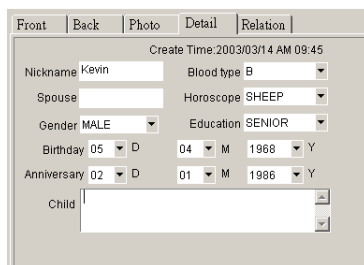 Front Back Photo Detail Relation
Create Time:2003/03/14 AM 09:45
Nickname Kevin Blood type B
Spouse Horoscope SHEEP
Gender MALE Education SENIOR
Birthday 05 D 04 M 1968 Y
Anniversary 02 D 01 M 1986 Y
Child